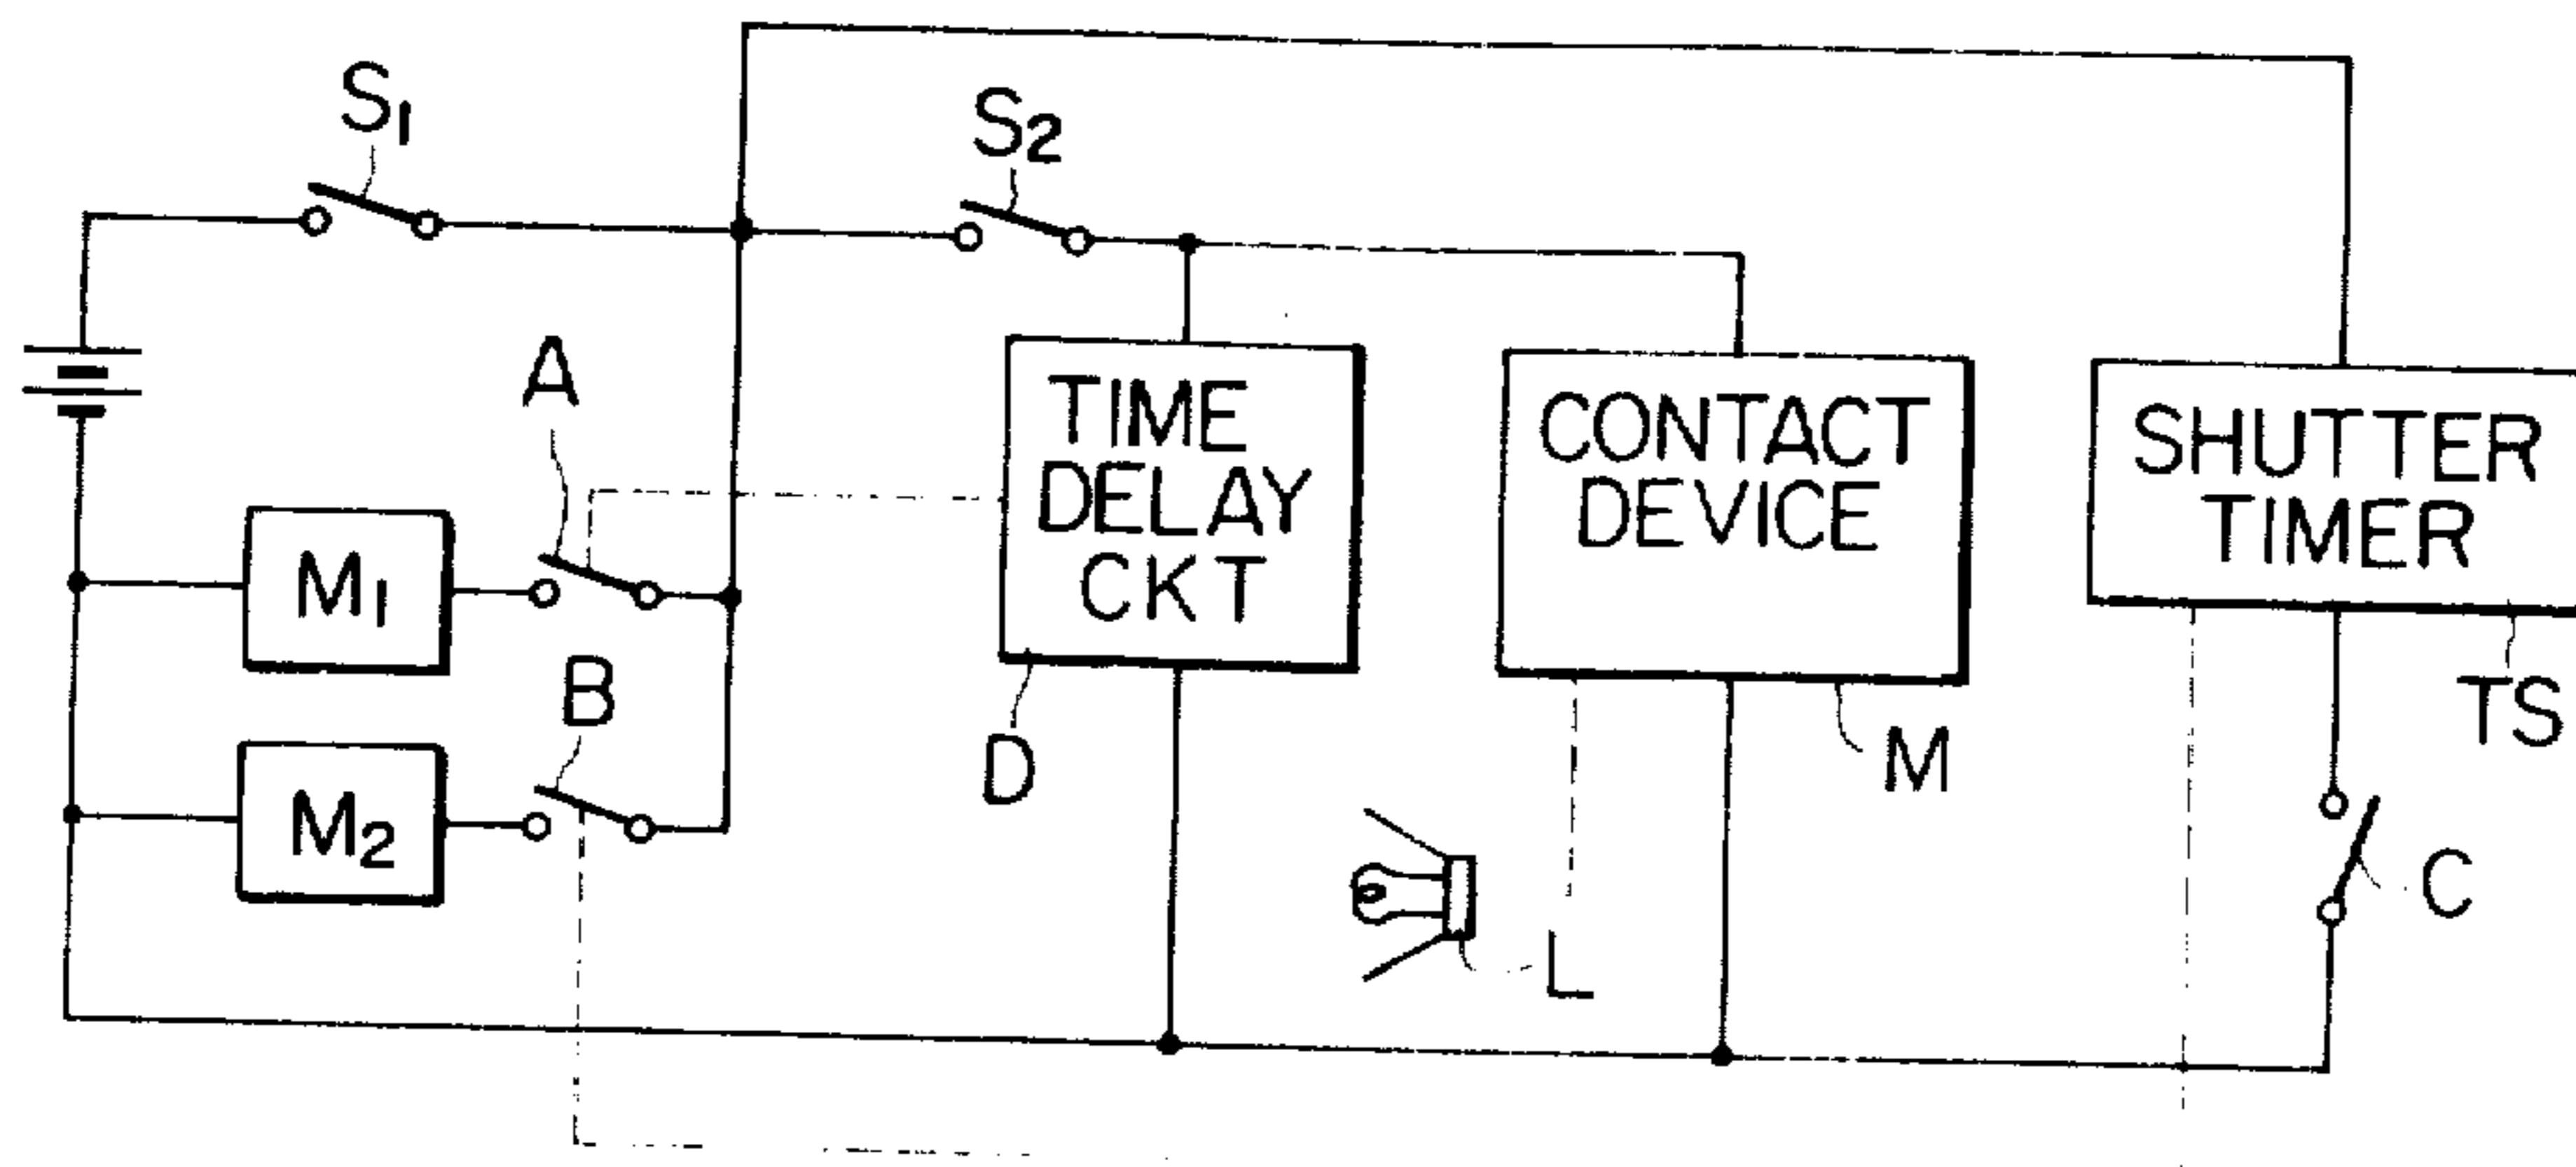 S1
S2
A
TIME
DELAY
CKT
CONTACT
DEVICE
SHUTTER
TIMER
M1
B
D
M
TS
M2
C
L